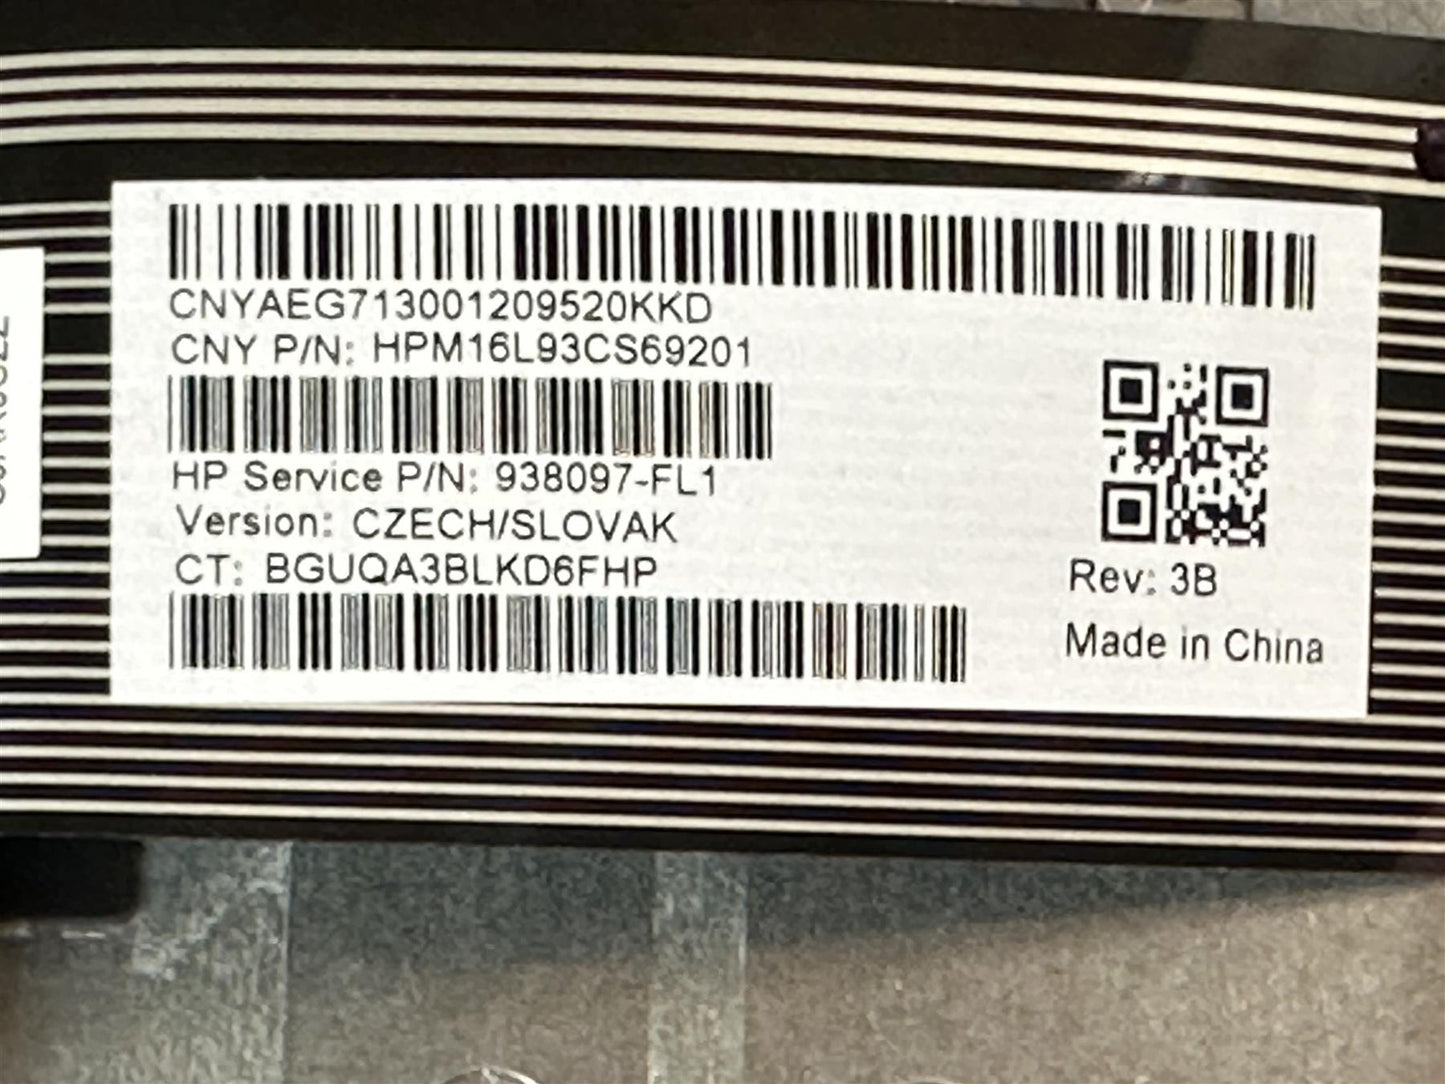 CNYAEG713001209520KKD
CNY P/N: HPM16L93CS69201
HP Service P/N: 938097-FL1
Version: CZECH/SLOVAK
CT: BGUQA3BLKD6FHP
Rev: 3B
Made in China